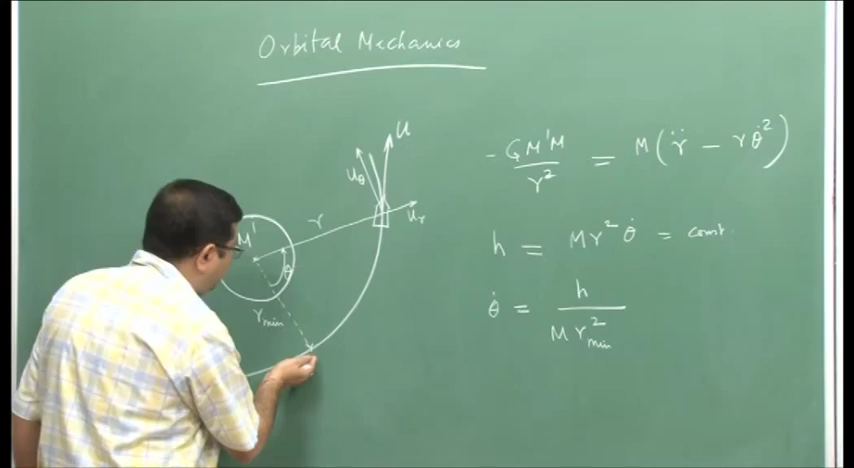 Orbital Mechanics
u
u_θ
u_r
r
M'
θ
r_min
- GM'M / r² = M(r̈ - rθ̇²)
h = Mr²θ̇ = const.
θ̇ = h / M r²_min